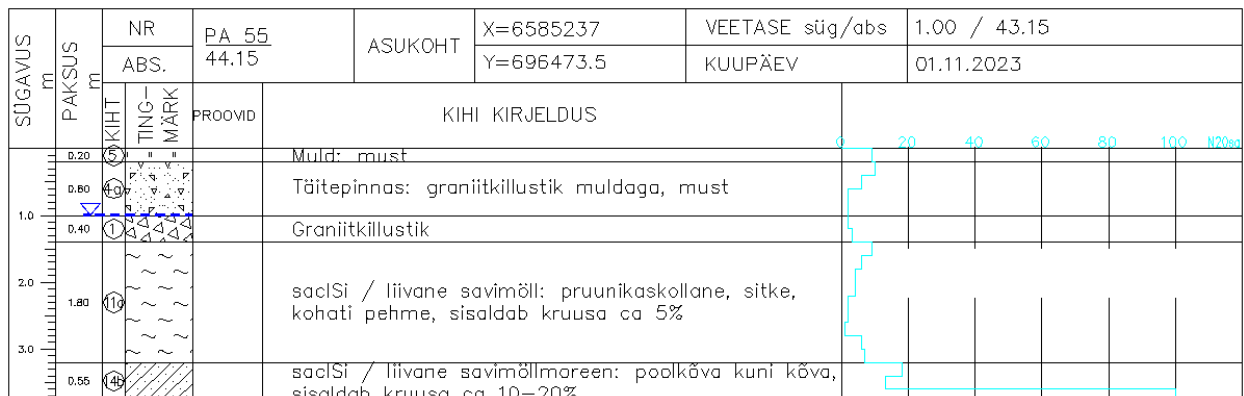 SÜGAVUS m
PAKSUS m
NR
PA 55
ASUKOHT
X=6585237
VEETASE süg/abs
1.00 / 43.15
ABS.
44.15
Y=696473.5
KUUPÄEV
01.11.2023
KIHT
TING-
MÄRK
PROOVID
KIHI KIRJELDUS
0 20 40 60 80 100 N20sa
0.20 5 Muld: must
0.80 4a Täitepinnas: graniitkillustik muldaga, must
1.0
0.40 1 Graniitkillustik
2.0
1.80 11a saclSi / liivane savimöll: pruunikaskollane, sitke,
kohati pehme, sisaldab kruusa ca 5%
3.0
0.55 14b saclSi / liivane savimöllmoreen: poolkõva kuni kõva,
sisaldab kruusa ca 10-20%